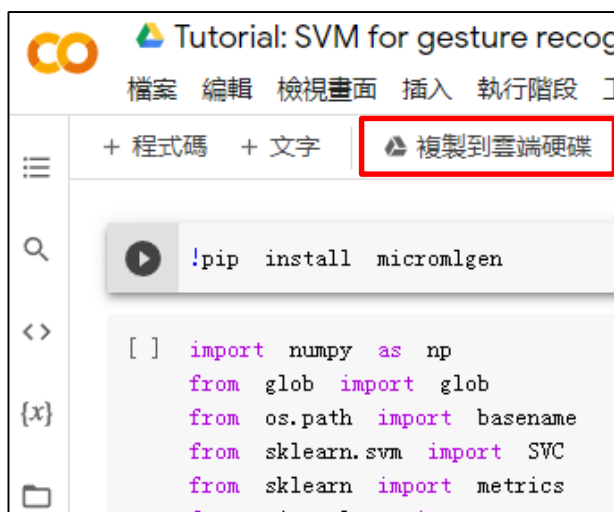 Tutorial: SVM for gesture recog
檔案 編輯 檢視畫面 插入 執行階段
+ 程式碼 + 文字 複製到雲端硬碟
!pip install micromlgen
[ ] import numpy as np
from glob import glob
from os.path import basename
from sklearn.svm import SVC
from sklearn import metrics